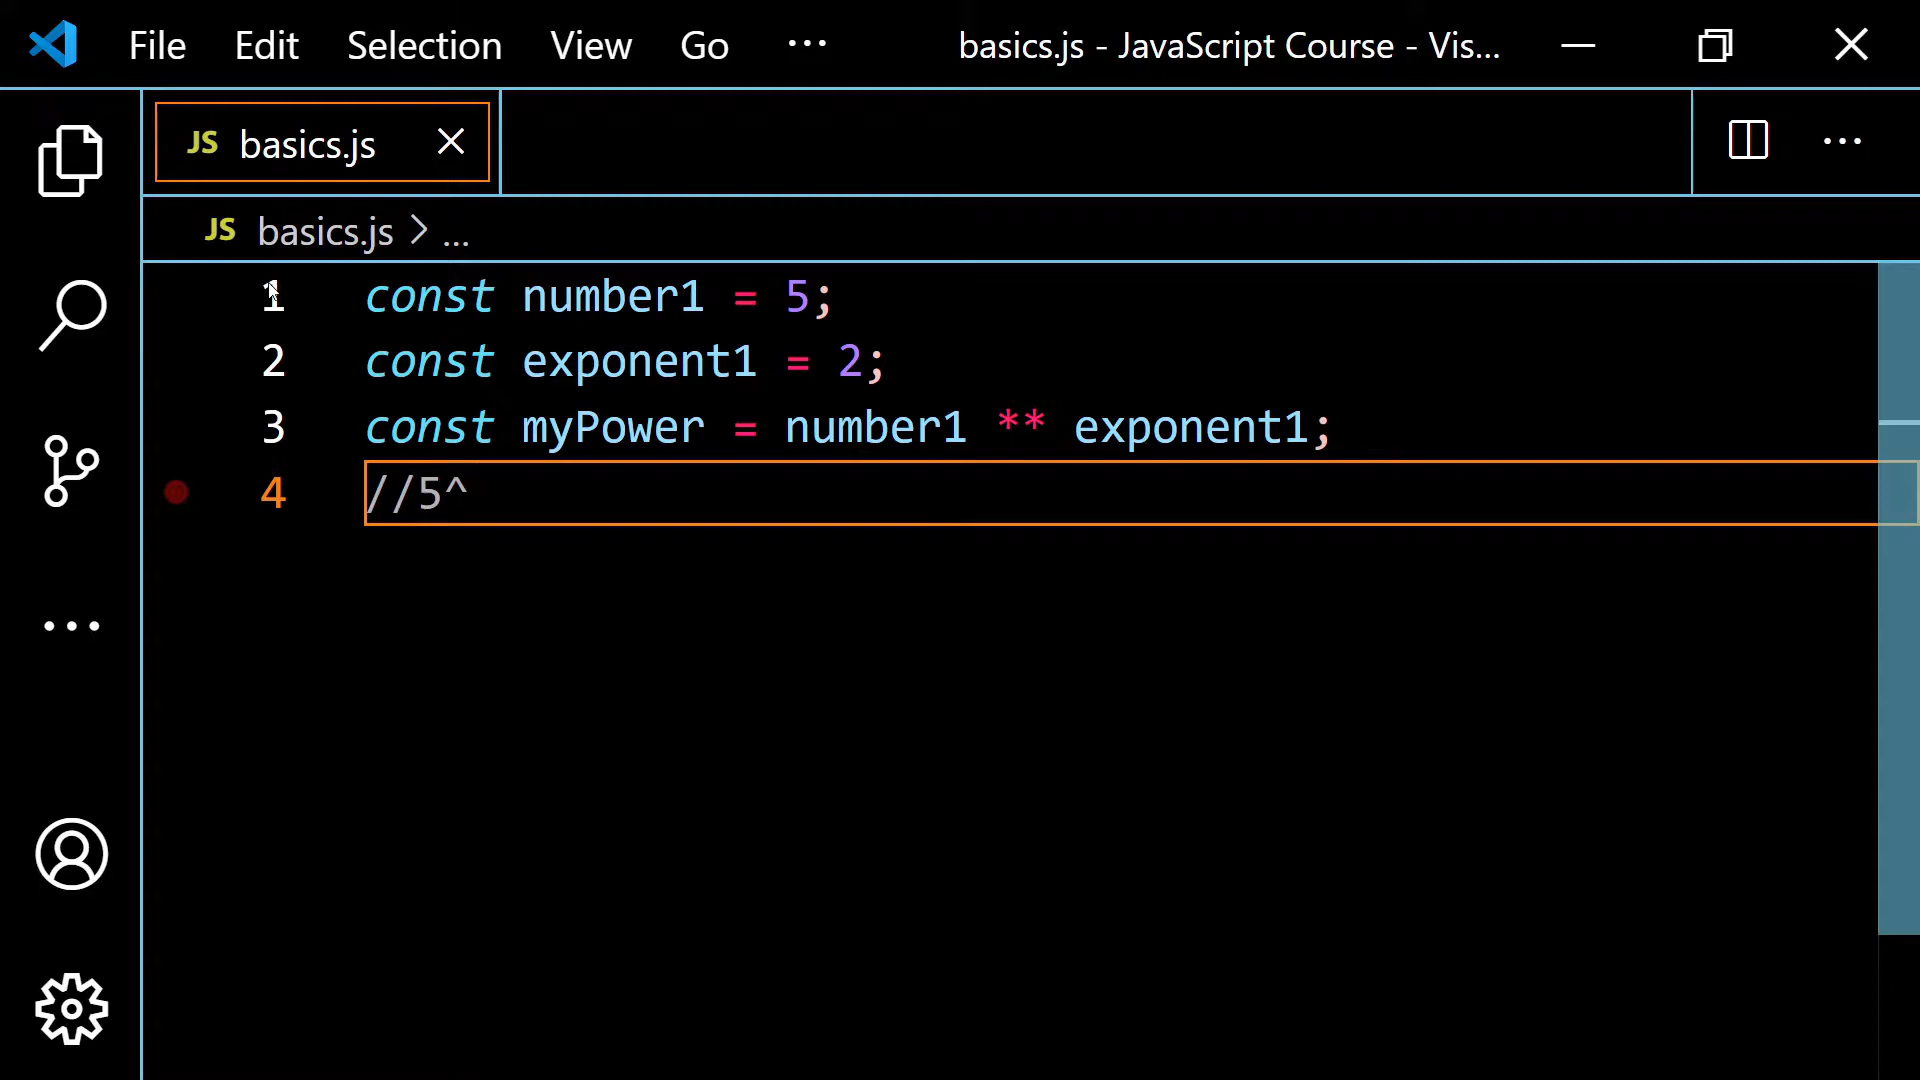 File Edit Selection View Go ··· basics.js - JavaScript Course - Vis...
JS basics.js
JS basics.js > ...
1 const number1 = 5;
2 const exponent1 = 2;
3 const myPower = number1 ** exponent1;
4 //5^